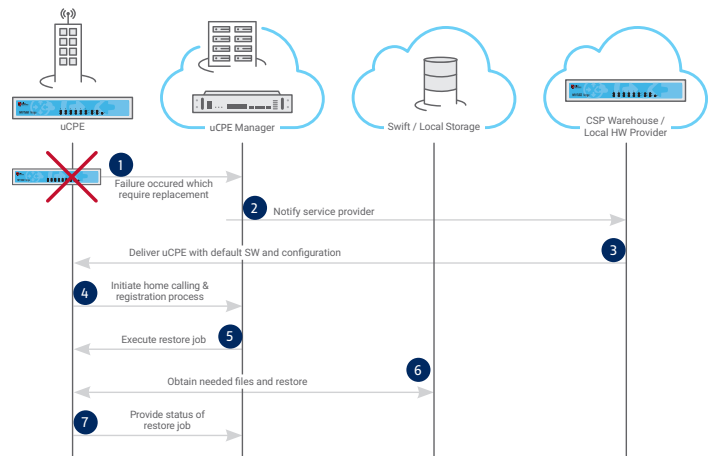 uCPE
uCPE Manager
Swift / Local Storage
CSP Warehouse /
Local HW Provider
1
Failure occured which
require replacement
2
Notify service provider
3
Deliver uCPE with default SW and configuration
4
Initiate home calling &
registration process
5
Execute restore job
6
Obtain needed files and restore
7
Provide status of
restore job